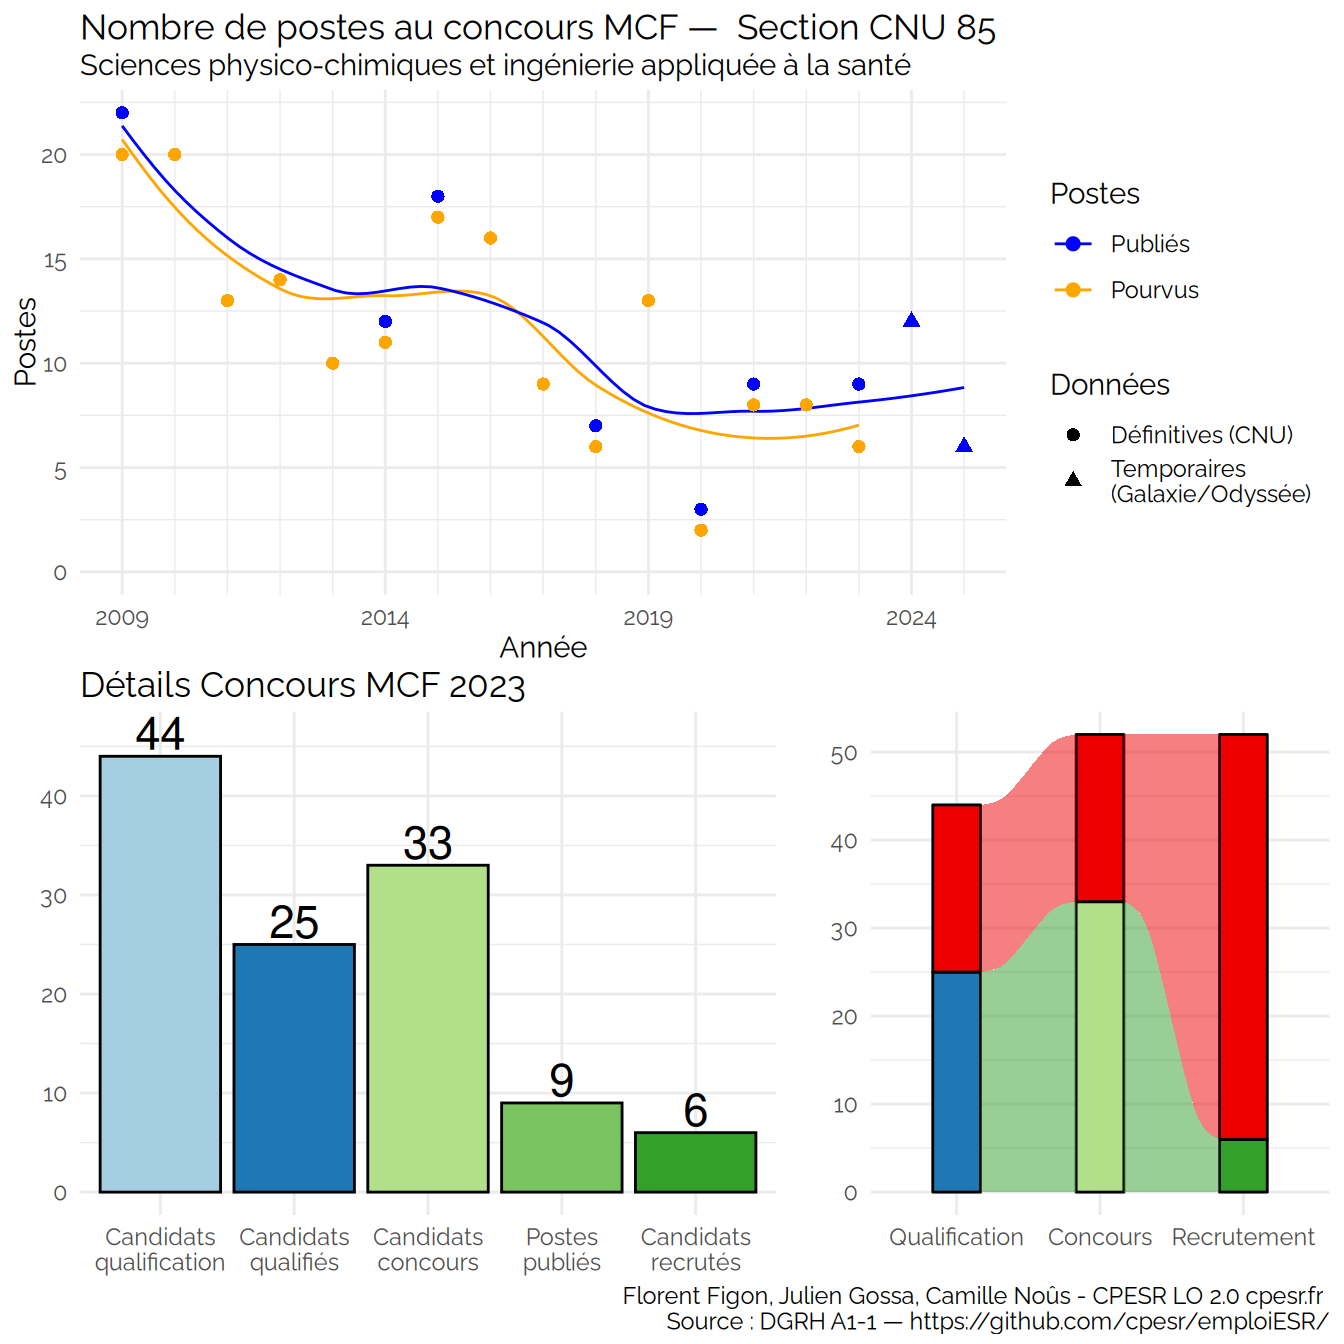 Nombre de postes au concours MCF — Section CNU 85
Sciences physico-chimiques et ingénierie appliquée à la santé
20
15
10
5
0
Postes
2009
2014
2019
2024
Année
Postes
Publiés
Pourvus
Données
Définitives (CNU)
Temporaires
(Galaxie/Odyssée)
Détails Concours MCF 2023
40
30
20
10
0
44
25
33
9
6
Candidats
qualification
Candidats
qualifiés
Candidats
concours
Postes
publiés
Candidats
recrutés
50
40
30
20
10
0
Qualification
Concours
Recrutement
Florent Figon, Julien Gossa, Camille Noûs - CPESR LO 2.0 cpesr.fr
Source : DGRH A1-1 — https://github.com/cpesr/emploiESR/